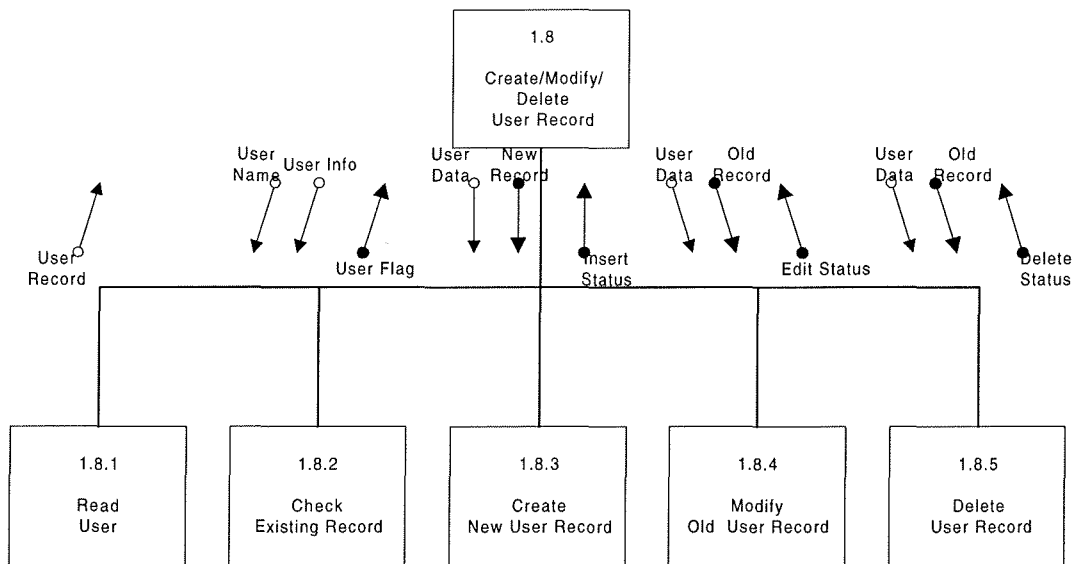 1.8
Create/Modify/
Delete
User Record
User
Name
User Info
User
Data
New
Record
User
Data
Old
Record
User
Data
Old
Record
User
Record
User Flag
Insert
Status
Edit Status
Delete
Status
1.8.1
Read
User
1.8.2
Check
Existing Record
1.8.3
Create
New User Record
1.8.4
Modify
Old User Record
1.8.5
Delete
User Record